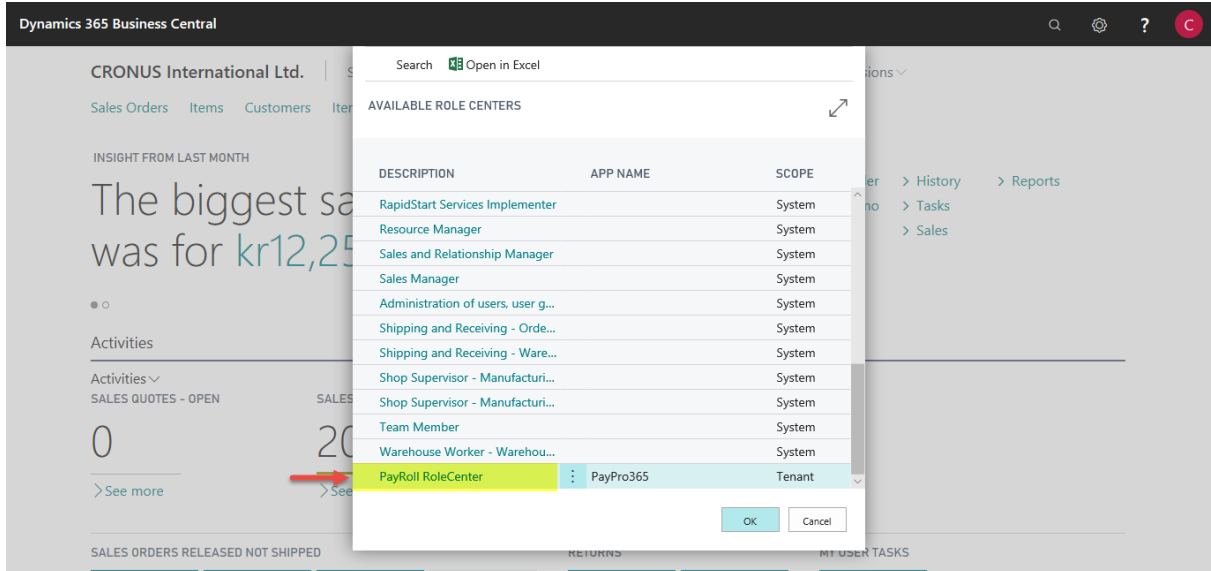 Dynamics 365 Business Central
?
C
CRONUS International Ltd.
Sales Orders Items Customers
INSIGHT FROM LAST MONTH
The biggest
was for kr12,25
Activities
Activities
SALES QUOTES - OPEN
SALES
0
20
See more
See
SALES ORDERS RELEASED NOT SHIPPED
RETURNS
MY USER TASKS
History
Reports
Tasks
Sales
Search Open in Excel
AVAILABLE ROLE CENTERS
DESCRIPTION APP NAME SCOPE
RapidStart Services Implementer System
Resource Manager System
Sales and Relationship Manager System
Sales Manager System
Administration of users, user g... System
Shipping and Receiving - Orde... System
Shipping and Receiving - Ware... System
Shop Supervisor - Manufacturi... System
Shop Supervisor - Manufacturi... System
Team Member System
Warehouse Worker - Warehou... System
PayRoll RoleCenter PayPro365 Tenant
OK Cancel